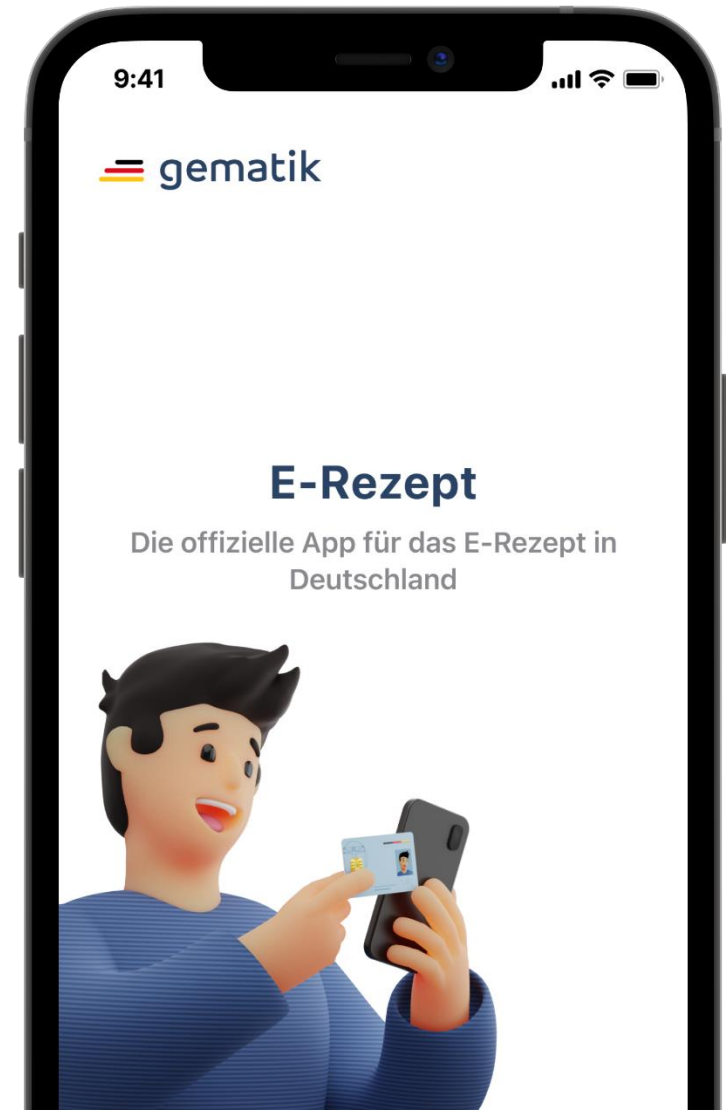 9:41
gematik
E-Rezept
Die offizielle App für das E-Rezept in
Deutschland